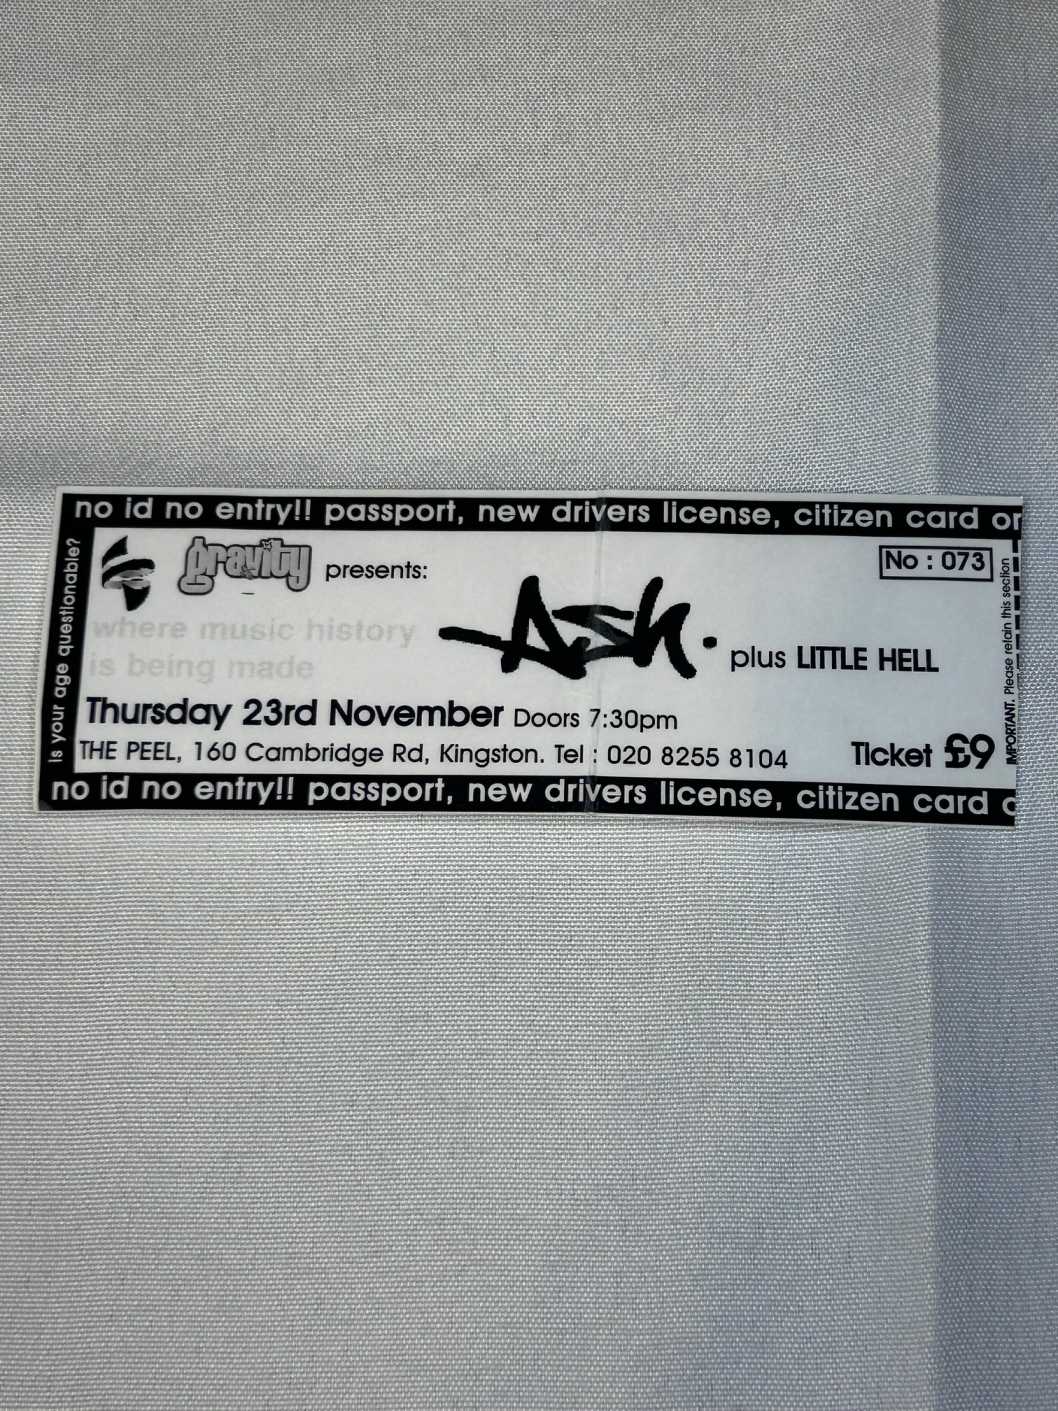 no id no entry!! passport, new drivers license, citizen card or
Is your age questionable?
gravity presents:
No : 073
where music history
is being made
Ash. plus LITTLE HELL
Thursday 23rd November Doors 7:30pm
THE PEEL, 160 Cambridge Rd, Kingston. Tel : 020 8255 8104
Ticket £9
IMPORTANT. Please retain this section
no id no entry!! passport, new drivers license, citizen card o